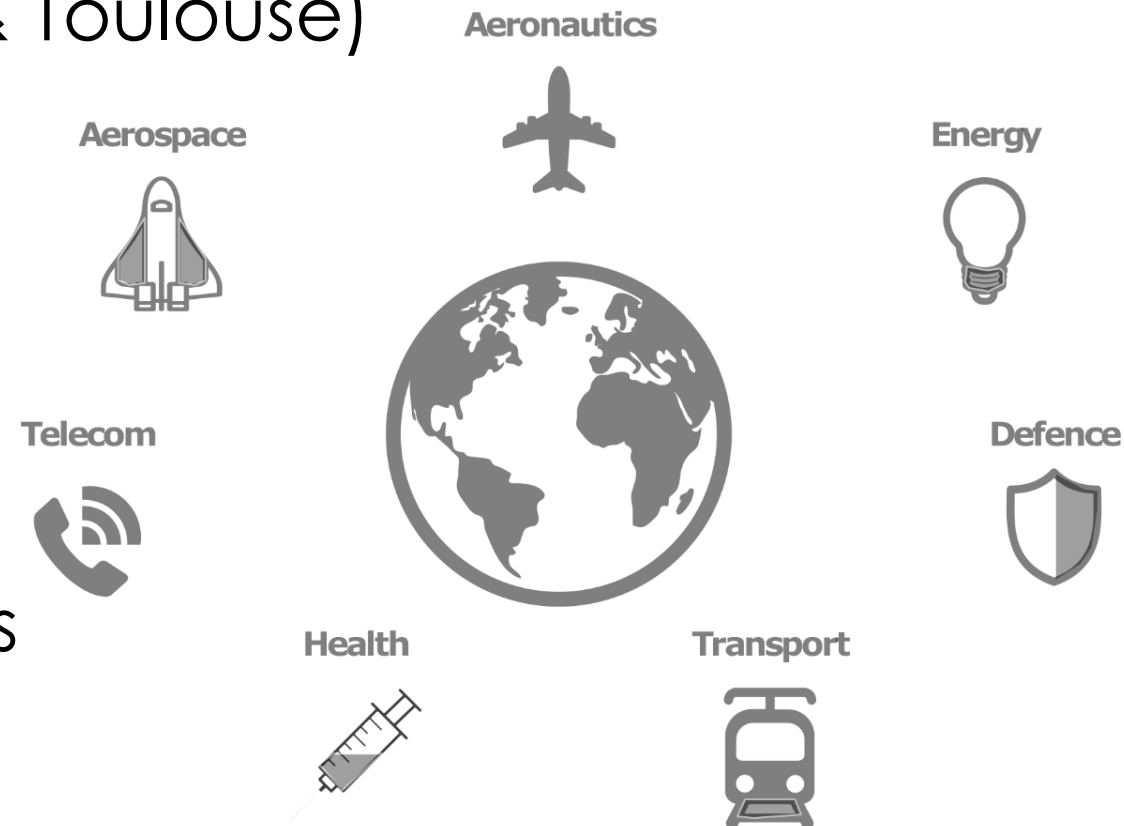 & Toulouse)
Aeronautics
Aerospace
Energy
Telecom
Defence
s
Health
Transport